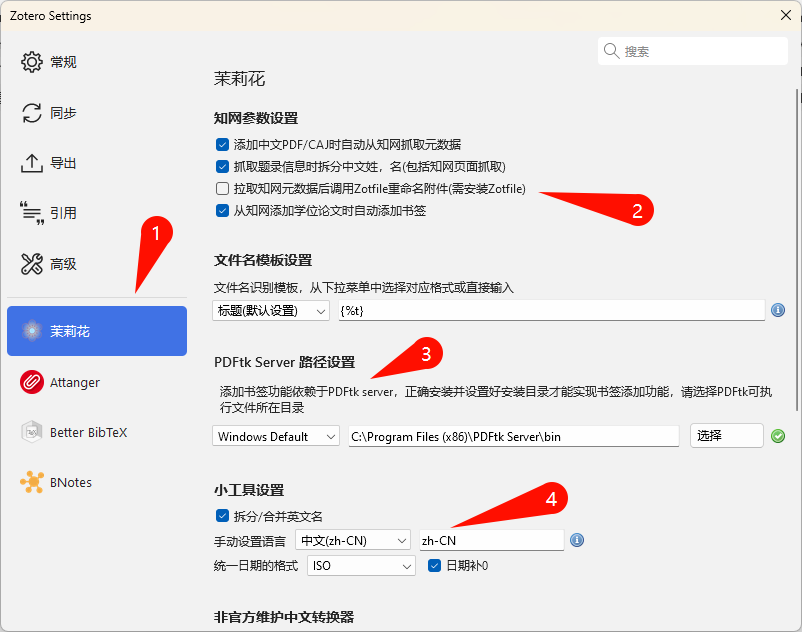 Zotero Settings
搜索
常规
同步
导出
引用
高级
茉莉花
Attanger
Better BibTeX
BNotes
茉莉花
知网参数设置
添加中文PDF/CAJ时自动从知网抓取元数据
抓取题录信息时拆分中文姓，名(包括知网页面抓取)
拉取知网元数据后调用Zotfile重命名附件(需安装Zotfile)
从知网添加学位论文时自动添加书签
1
2
文件名模板设置
文件名识别模板，从下拉菜单中选择对应格式或直接输入
标题(默认设置) {%t}
PDFtk Server 路径设置
3
添加书签功能依赖于PDFtk server，正确安装并设置好安装目录才能实现书签添加功能，请选择PDFtk可执
行文件所在目录
Windows Default C:\Program Files (x86)\PDFtk Server\bin 选择
小工具设置
4
拆分/合并英文名
手动设置语言 中文(zh-CN) zh-CN
统一日期的格式 ISO 日期补0
非官方维护中文转换器